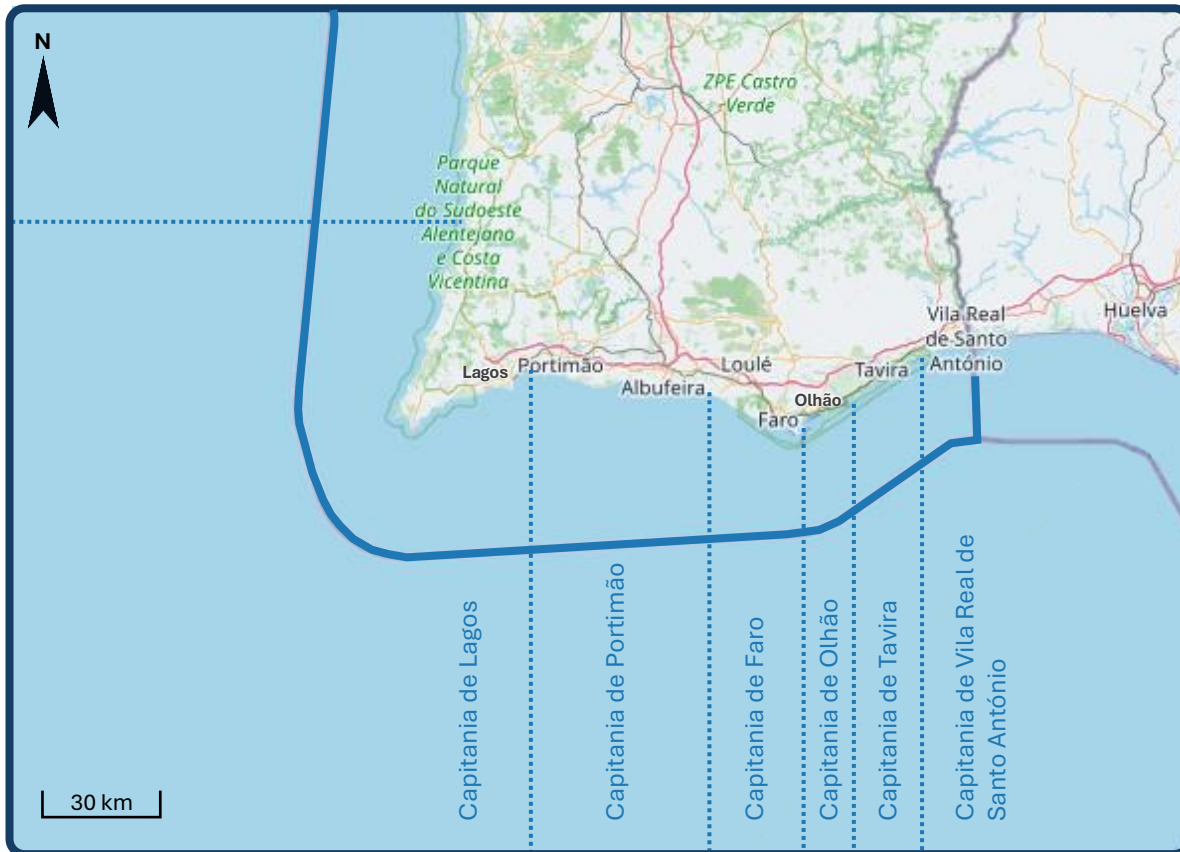 N
ZPE Castro
Verde
Parque
Natural
do Sudoeste
Alentejano
e Costa
Vicentina
Huelva
Vila Real
de Santo
António
Lagos
Portimão
Loulé
Tavira
Albufeira
Olhão
Faro
Capitania de Lagos
Capitania de Portimão
Capitania de Faro
Capitania de Olhão
Capitania de Tavira
Capitania de Vila Real de
Santo António
30 km